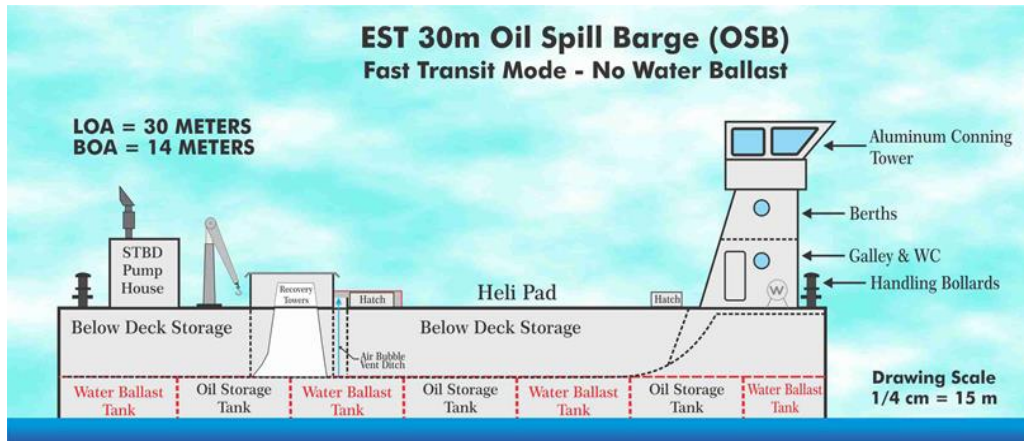 EST 30m Oil Spill Barge (OSB)
Fast Transit Mode - No Water Ballast
LOA = 30 METERS
BOA = 14 METERS
Aluminum Conning
Tower
Berths
Galley & WC
Handling Bollards
STBD
Pump
House
Recovery
Towers
Hatch
Heli Pad
Hatch
W
Below Deck Storage
Below Deck Storage
Air Bubble
Vent Ditch
Water Ballast
Tank
Oil Storage
Tank
Water Ballast
Tank
Oil Storage
Tank
Water Ballast
Tank
Oil Storage
Tank
Water Ballast
Tank
Drawing Scale
1/4 cm = 15 m